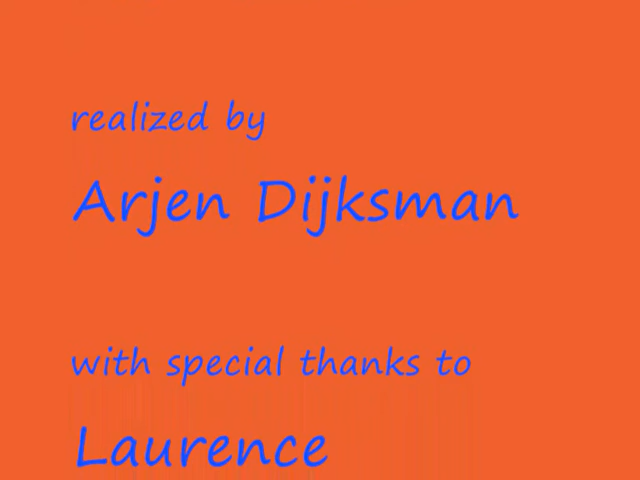 realized by
Arjen Dijksman
with special thanks to
Laurence